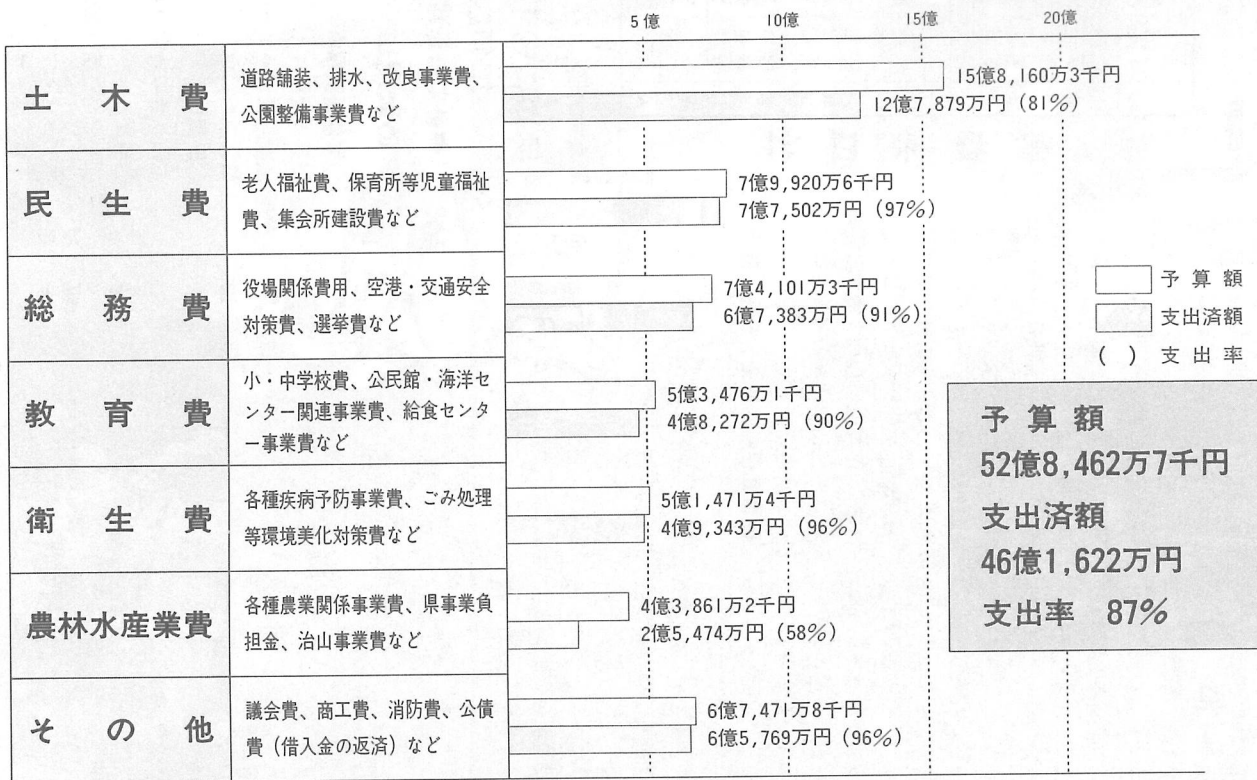 5億 10億 15億 20億
土木費
道路舗装、排水、改良事業費、
公園整備事業費など
15億8,160万3千円
12億7,879万円 (81%)
民生費
老人福祉費、保育所等児童福祉
費、集会所建設費など
7億9,920万6千円
7億7,502万円 (97%)
総務費
役場関係費用、空港・交通安全
対策費、選挙費など
7億4,101万3千円
6億7,383万円 (91%)
教育費
小・中学校費、公民館・海洋セ
ンター関連事業費、給食センタ
ー事業費など
5億3,476万1千円
4億8,272万円 (90%)
衛生費
各種疾病予防事業費、ごみ処理
等環境美化対策費など
5億1,471万4千円
4億9,343万円 (96%)
農林水産業費
各種農業関係事業費、県事業負
担金、治山事業費など
4億3,861万2千円
2億5,474万円 (58%)
その他
議会費、商工費、消防費、公債
費（借入金の返済）など
6億7,471万8千円
6億5,769万円 (96%)
予算額
支出済額
( ) 支出率
予算額
52億8,462万7千円
支出済額
46億1,622万円
支出率 87%